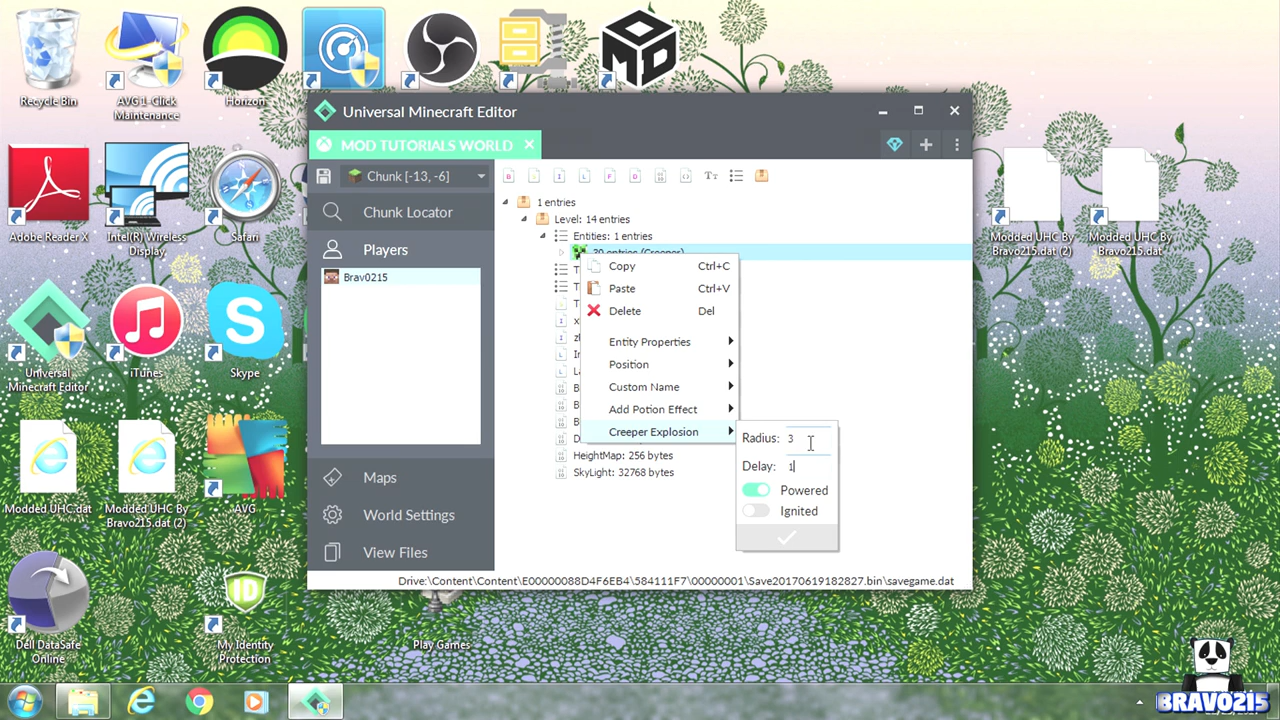 Recycle Bin
AVG 1-Click
Maintenance
Horizon
Adobe Reader X
Intel(R) Wireless
Display
Safari
Universal
Minecraft Editor
iTunes
Skype
Modded UHC.dat
Modded UHC By
Bravo215.dat (2)
AVG
Dell DataSafe
Online
My Identity
Protection
Play Games
Modded UHC By
Bravo215.dat (2)
Modded UHC By
Bravo215.dat
Universal Minecraft Editor
MOD TUTORIALS WORLD
Chunk [-13, -6]
Chunk Locator
Players
Brav0215
Maps
World Settings
View Files
1 entries
Level: 14 entries
Entities: 1 entries
HeightMap: 256 bytes
SkyLight: 32768 bytes
Copy Ctrl+C
Paste Ctrl+V
Delete Del
Entity Properties
Position
Custom Name
Add Potion Effect
Creeper Explosion
Radius: 3
Delay: 1
Powered
Ignited
Drive:\Content\Content\E00000088D4F6EB4\584111F7\00000001\Save20170619182827.bin\savegame.dat
BRAVO215